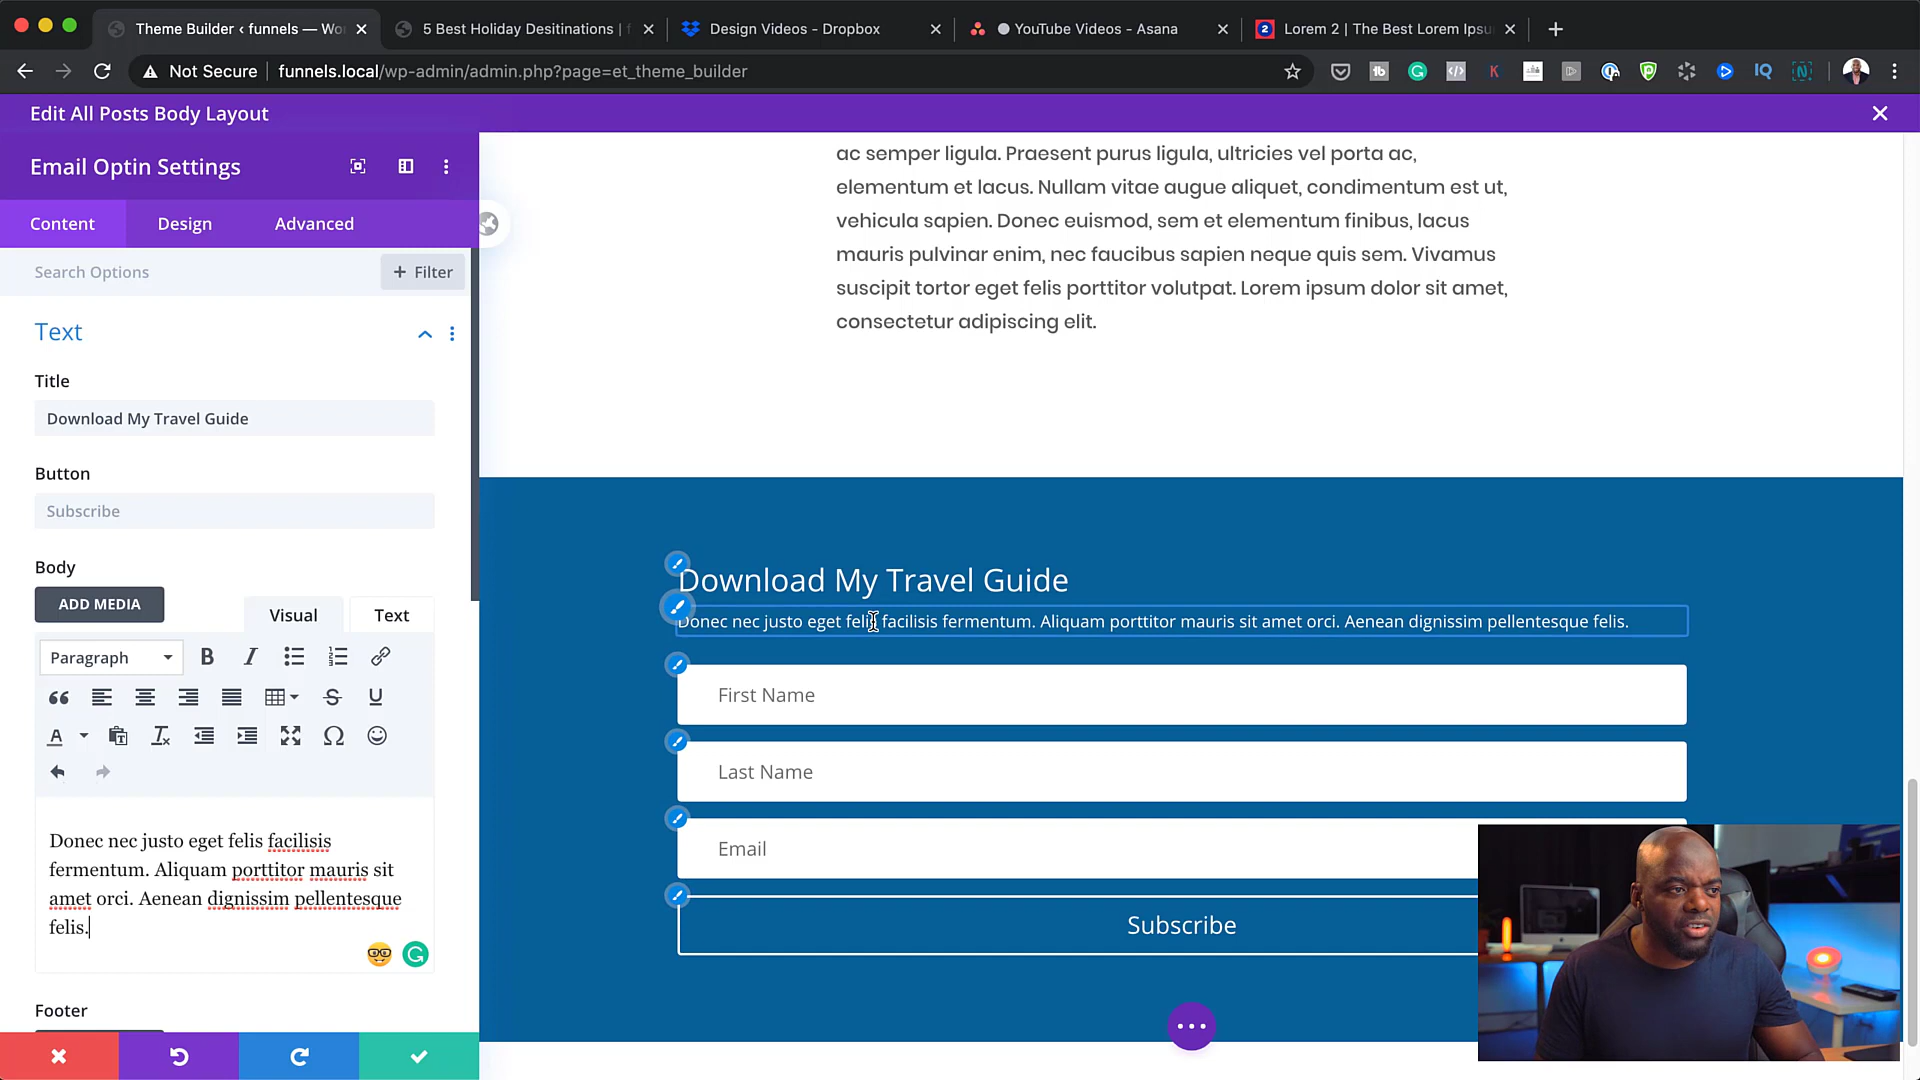 Theme Builder ‹ funnels — Wo
5 Best Holiday Desitinations | f
Design Videos - Dropbox
YouTube Videos - Asana
2
Lorem 2 | The Best Lorem Ipsu
Not Secure
funnels.local/wp-admin/admin.php?page=et_theme_builder
Edit All Posts Body Layout
Email Optin Settings
Content
Design
Advanced
Search Options
+ Filter
Text
Title
Download My Travel Guide
Button
Subscribe
Body
ADD MEDIA
Visual
Text
Paragraph
B
I
S
U
A
Donec nec justo eget felis facilisis
fermentum. Aliquam porttitor mauris sit
amet orci. Aenean dignissim pellentesque
felis.
Footer
ac semper ligula. Praesent purus ligula, ultricies vel porta ac,
elementum et lacus. Nullam vitae augue aliquet, condimentum est ut,
vehicula sapien. Donec euismod, sem et elementum finibus, lacus
mauris pulvinar enim, nec faucibus sapien neque quis sem. Vivamus
suscipit tortor eget felis porttitor volutpat. Lorem ipsum dolor sit amet,
consectetur adipiscing elit.
Download My Travel Guide
Donec nec justo eget felis facilisis fermentum. Aliquam porttitor mauris sit amet orci. Aenean dignissim pellentesque felis.
First Name
Last Name
Email
Subscribe